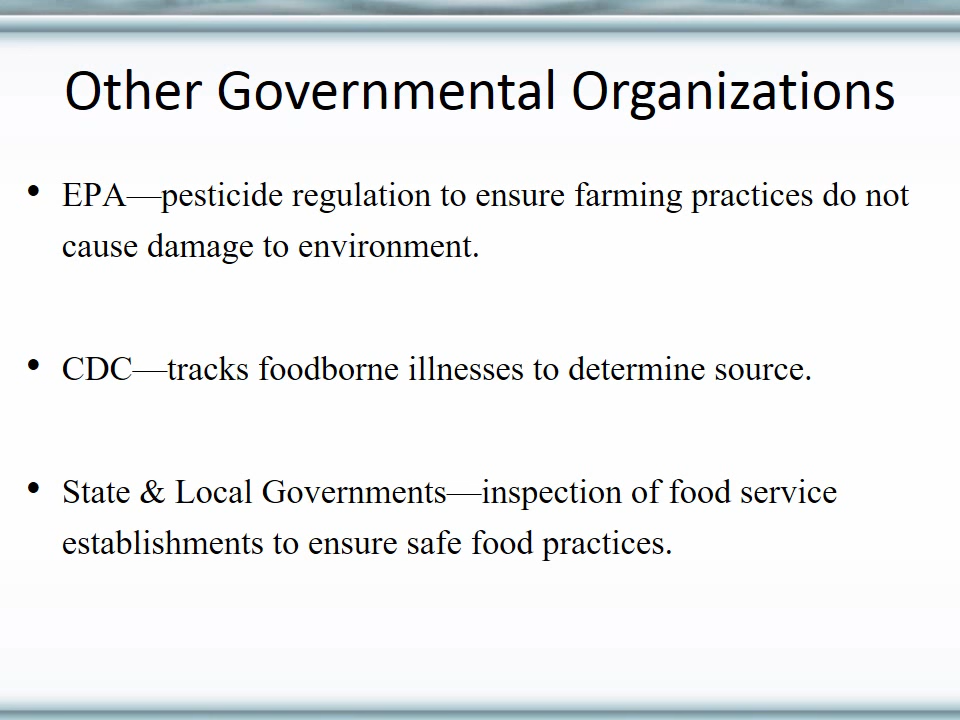 Other Governmental Organizations
• EPA—pesticide regulation to ensure farming practices do not
cause damage to environment.
• CDC—tracks foodborne illnesses to determine source.
• State & Local Governments—inspection of food service
establishments to ensure safe food practices.